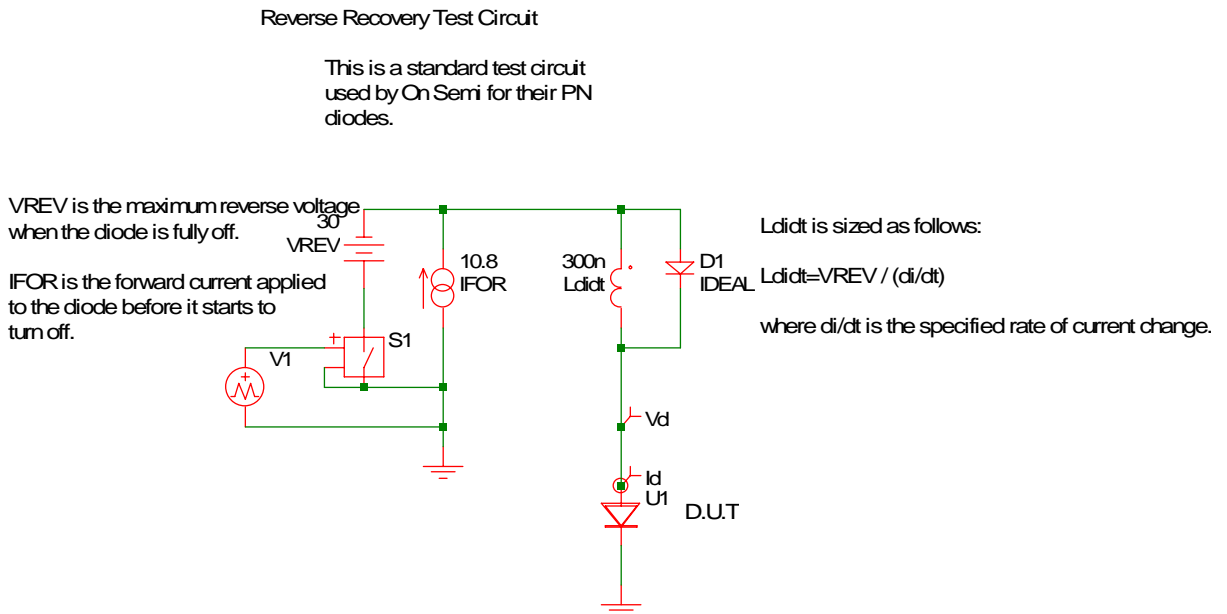 Reverse Recovery Test Circuit
This is a standard test circuit
used by On Semi for their PN
diodes.
VREV is the maximum reverse voltage
when the diode is fully off.
IFOR is the forward current applied
to the diode before it starts to
turn off.
30
VREV
10.8
IFOR
300n
Ldidt
D1
IDEAL
Ldidt is sized as follows:
Ldidt=VREV / (di/dt)
where di/dt is the specified rate of current change.
V1
S1
Vd
Id
U1
D.U.T